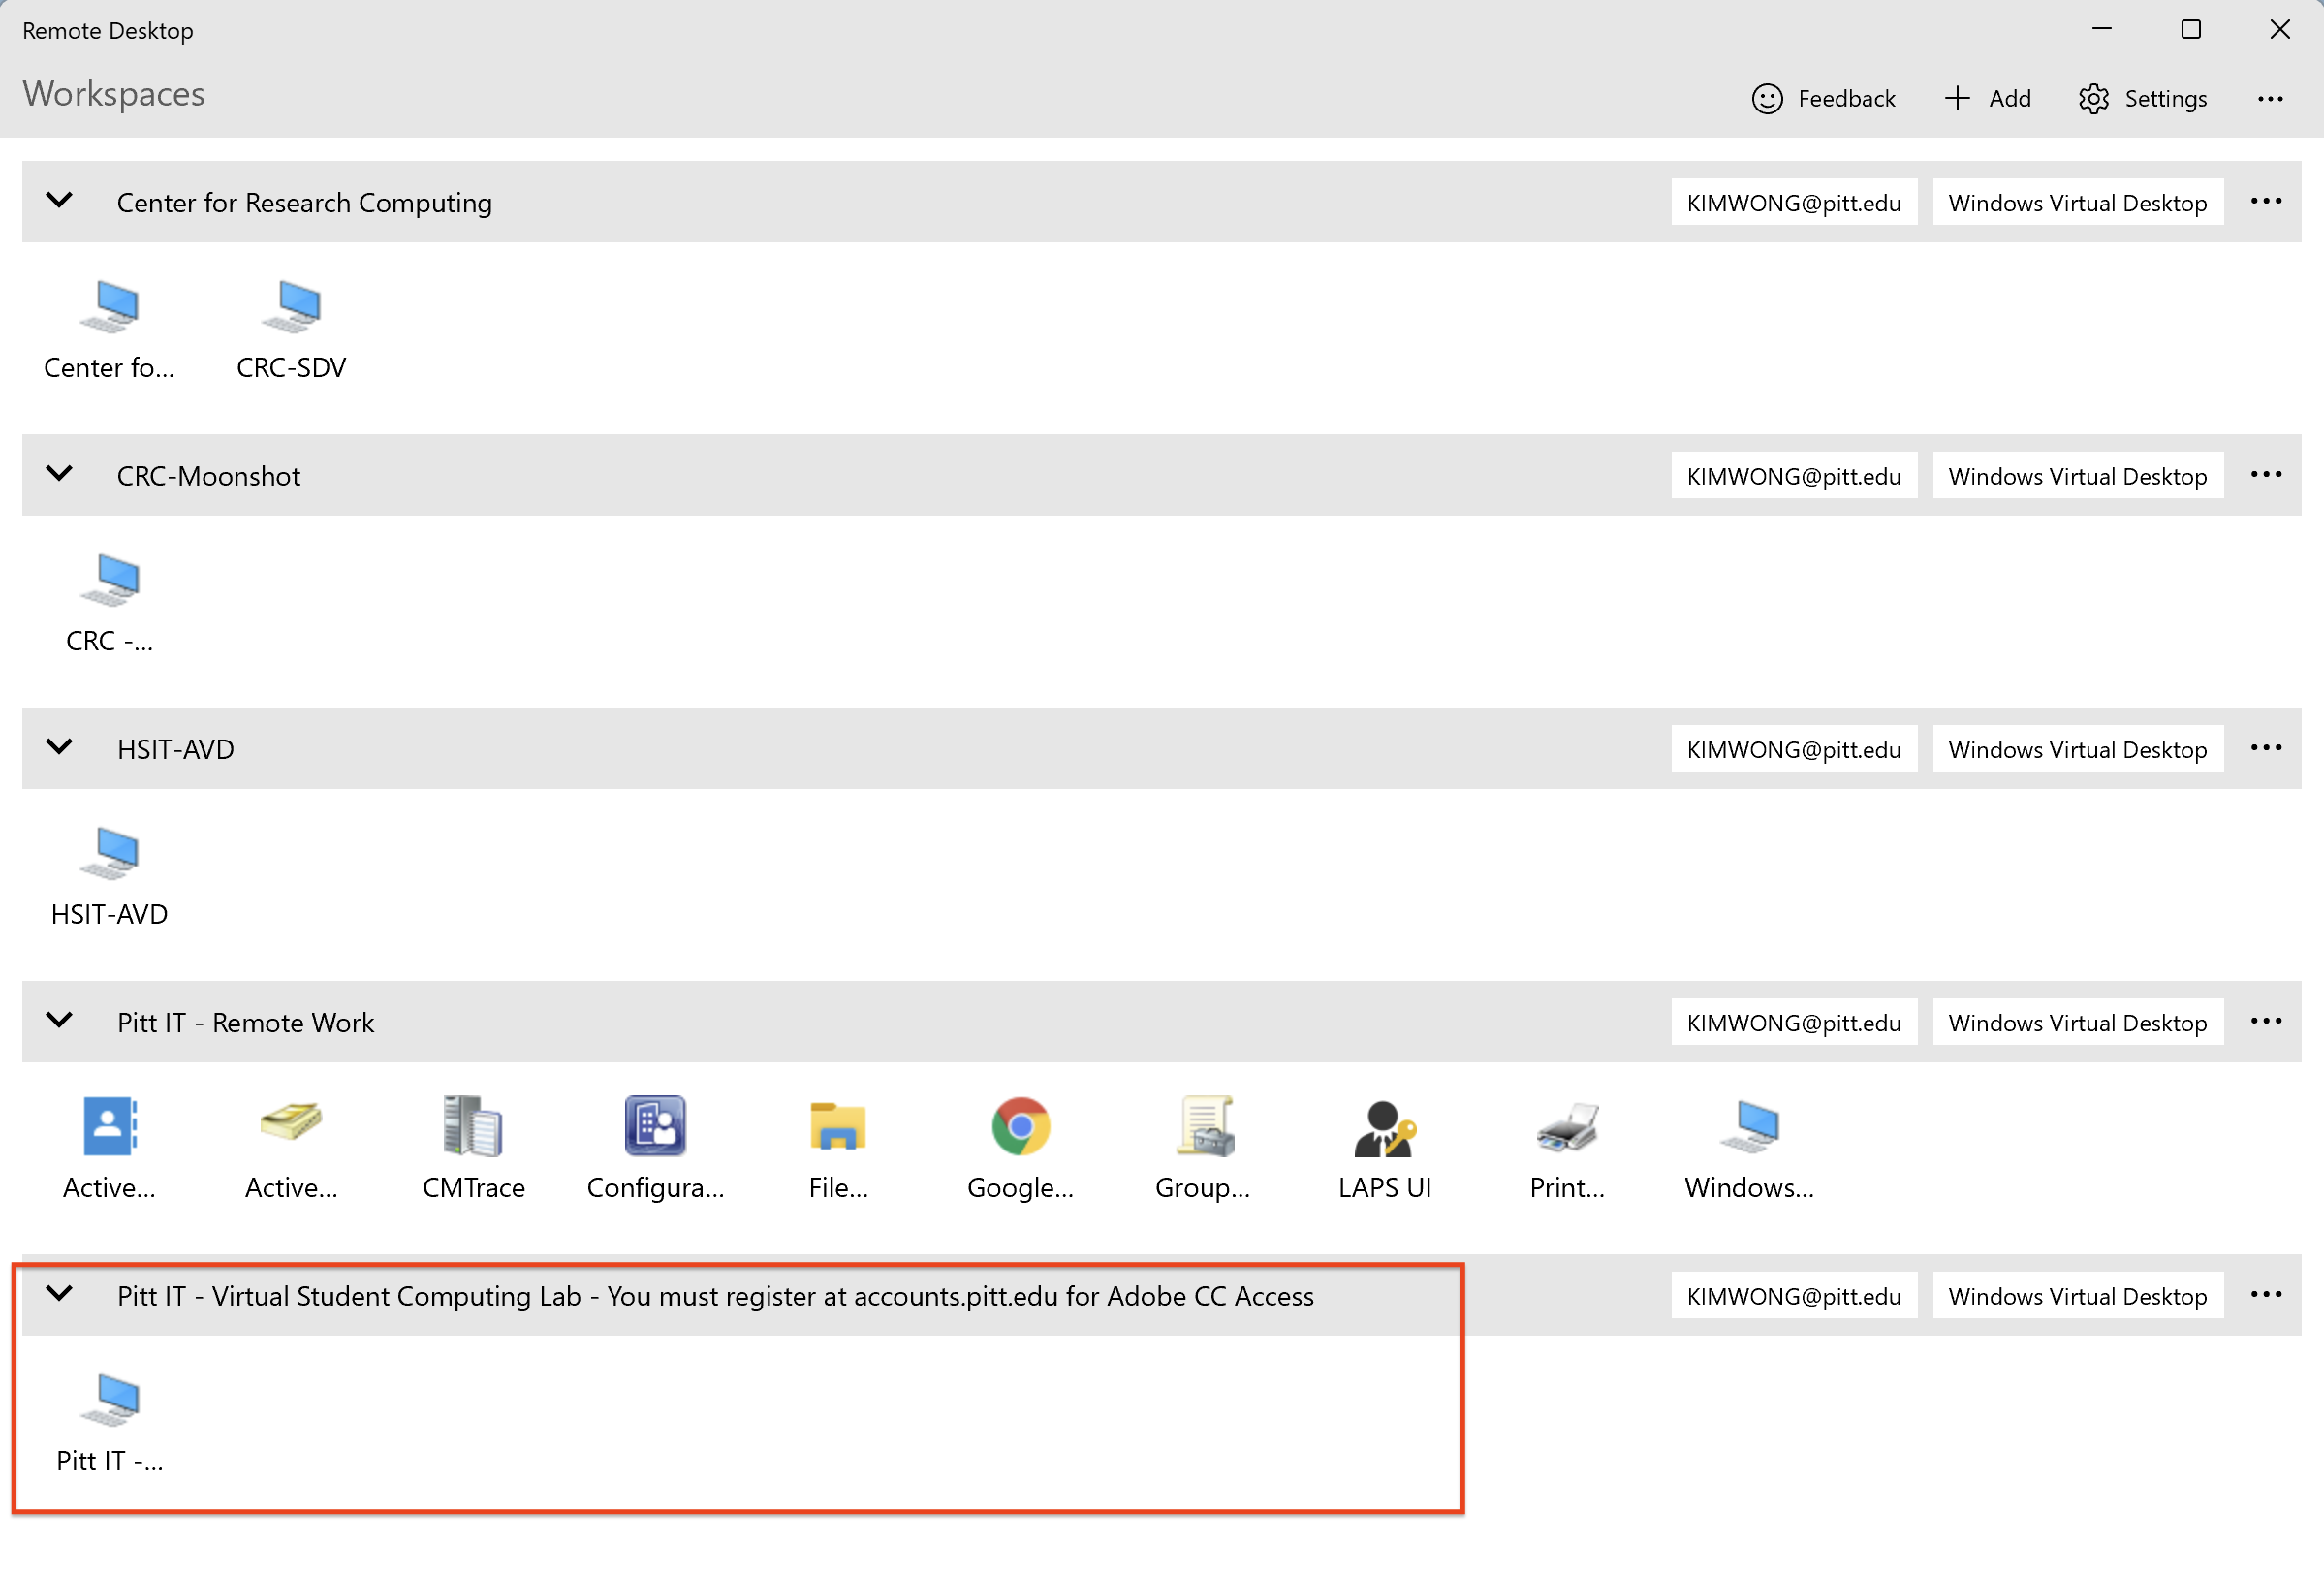 Remote Desktop
Workspaces
Feedback
Add
Settings
Center for Research Computing
KIMWONG@pitt.edu
Windows Virtual Desktop
Center fo...
CRC-SDV
CRC-Moonshot
KIMWONG@pitt.edu
Windows Virtual Desktop
CRC -...
HSIT-AVD
KIMWONG@pitt.edu
Windows Virtual Desktop
HSIT-AVD
Pitt IT - Remote Work
KIMWONG@pitt.edu
Windows Virtual Desktop
Active...
Active...
CMTrace
Configura...
File...
Google...
Group...
LAPS UI
Print...
Windows...
Pitt IT - Virtual Student Computing Lab - You must register at accounts.pitt.edu for Adobe CC Access
KIMWONG@pitt.edu
Windows Virtual Desktop
Pitt IT -...